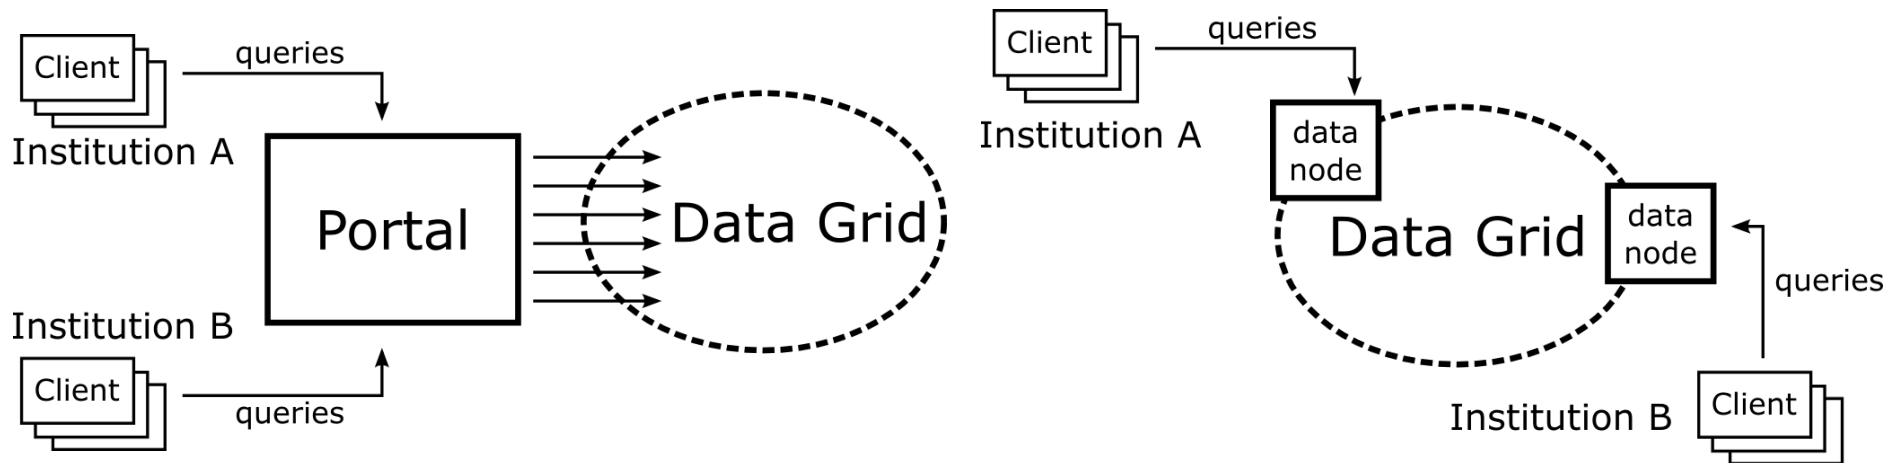 Client
queries
Institution A
Portal
Data Grid
Institution B
Client
queries
Client
queries
Institution A
data
node
Data Grid
data
node
queries
Institution B
Client